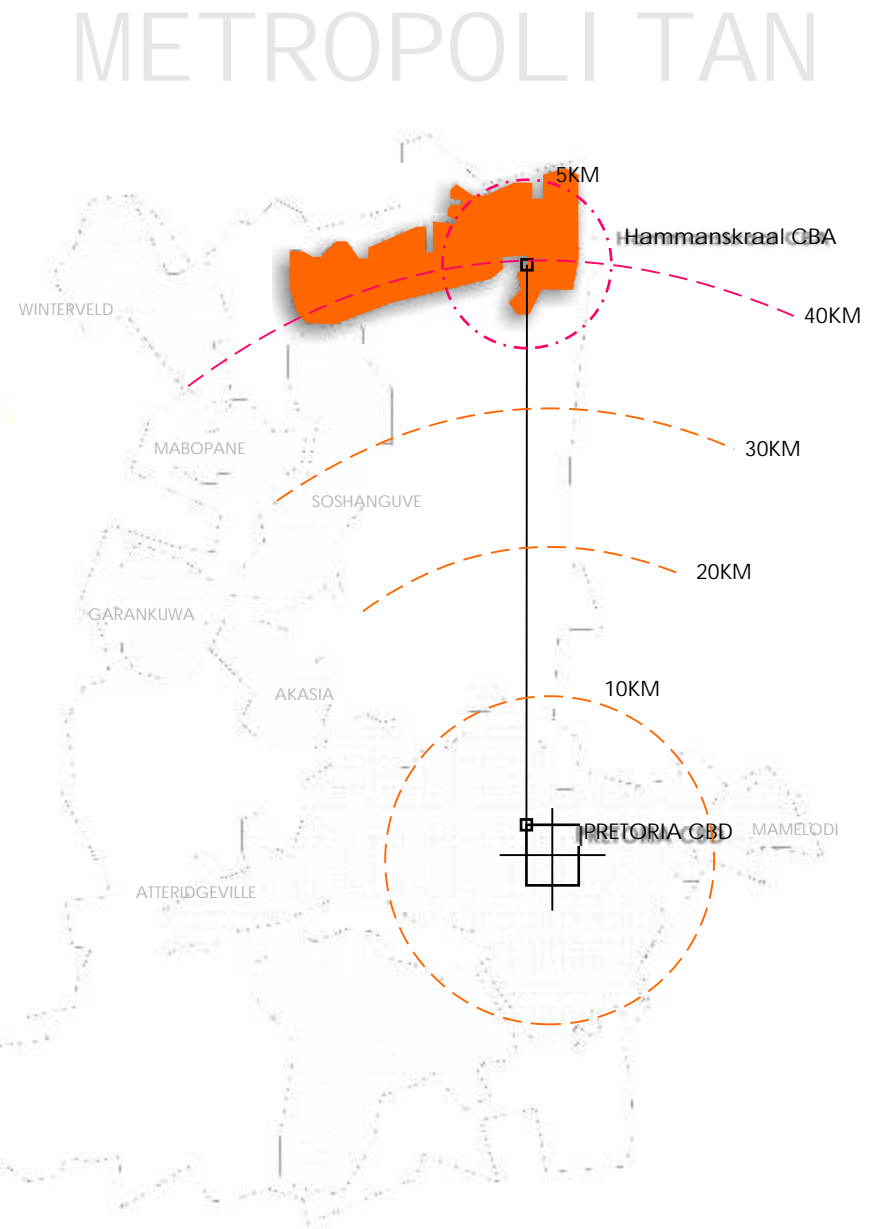 METROPOLI TAN
5KM
Hammanskraal CBA
WINTERVELD
40KM
MABOPANE
30KM
SOSHANGUVE
20KM
GARANKUWA
10KM
AKASIA
PRETORIA CBD
MAMELODI
ATTERIDGEVILLE